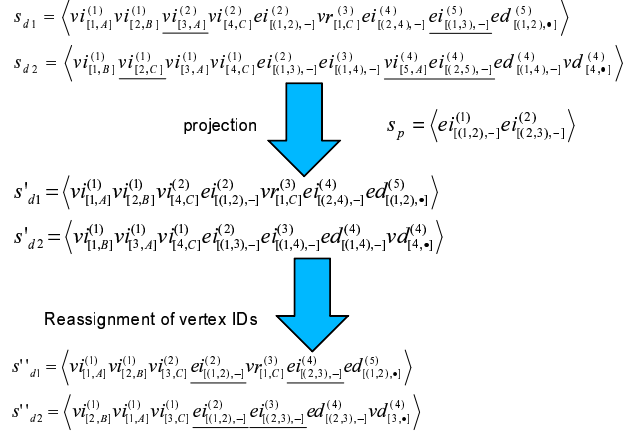 s_{d1} = ⟨vi^{(1)}_{[1,A]} vi^{(1)}_{[2,B]} vi^{(2)}_{[3,A]} vi^{(2)}_{[4,C]} ei^{(2)}_{[(1,2),-]} vr^{(3)}_{[1,C]} ei^{(4)}_{[(2,4),-]} ei^{(5)}_{[(1,3),-]} ed^{(5)}_{[(1,2),•]}⟩
s_{d2} = ⟨vi^{(1)}_{[1,B]} vi^{(1)}_{[2,C]} vi^{(1)}_{[3,A]} vi^{(1)}_{[4,C]} ei^{(2)}_{[(1,3),-]} ei^{(3)}_{[(1,4),-]} vi^{(4)}_{[5,A]} ei^{(4)}_{[(2,5),-]} ed^{(4)}_{[(1,4),-]} vd^{(4)}_{[4,•]}⟩
projection s_p = ⟨ei^{(1)}_{[(1,2),-]} ei^{(2)}_{[(2,3),-]}⟩
s'_{d1} = ⟨vi^{(1)}_{[1,A]} vi^{(1)}_{[2,B]} vi^{(2)}_{[4,C]} ei^{(2)}_{[(1,2),-]} vr^{(3)}_{[1,C]} ei^{(4)}_{[(2,4),-]} ed^{(5)}_{[(1,2),•]}⟩
s'_{d2} = ⟨vi^{(1)}_{[1,B]} vi^{(1)}_{[3,A]} vi^{(1)}_{[4,C]} ei^{(2)}_{[(1,3),-]} ei^{(3)}_{[(1,4),-]} ed^{(4)}_{[(1,4),-]} vd^{(4)}_{[4,•]}⟩
Reassignment of vertex IDs
s''_{d1} = ⟨vi^{(1)}_{[1,A]} vi^{(1)}_{[2,B]} vi^{(2)}_{[3,C]} ei^{(2)}_{[(1,2),-]} vr^{(3)}_{[1,C]} ei^{(4)}_{[(2,3),-]} ed^{(5)}_{[(1,2),•]}⟩
s''_{d2} = ⟨vi^{(1)}_{[2,B]} vi^{(1)}_{[1,A]} vi^{(1)}_{[3,C]} ei^{(2)}_{[(1,2),-]} ei^{(3)}_{[(2,3),-]} ed^{(4)}_{[(2,3),-]} vd^{(4)}_{[3,•]}⟩